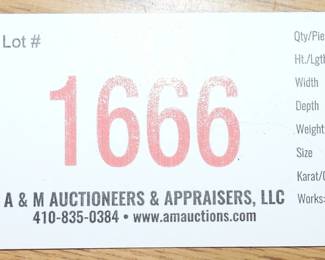 Lot #
1666
A & M AUCTIONEERS & APPRAISERS, LLC
410-835-0384 • www.amauctions.com
Qty/Pie
Ht./Lgth
Width
Depth
Weight
Size
Karat/
Works: